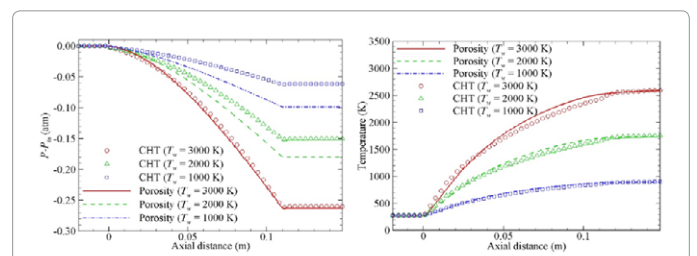 0.00
-0.05
-0.10
-0.15
-0.20
-0.25
-0.30
P-P_in (atm)
CHT (T_w = 3000 K)
CHT (T_w = 2000 K)
CHT (T_w = 1000 K)
Porosity (T_w = 3000 K)
Porosity (T_w = 2000 K)
Porosity (T_w = 1000 K)
0 0.05 0.1
Axial distance (m)
3500
3000
2500
2000
1500
1000
500
0
Temperature (K)
Porosity (T_w = 3000 K)
Porosity (T_w = 2000 K)
Porosity (T_w = 1000 K)
CHT (T_w = 3000 K)
CHT (T_w = 2000 K)
CHT (T_w = 1000 K)
0 0.05 0.1
Axial distance (m)